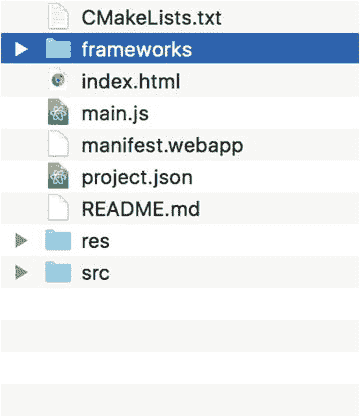 CMakeLists.txt
frameworks
index.html
main.js
manifest.webapp
project.json
README.md
res
src